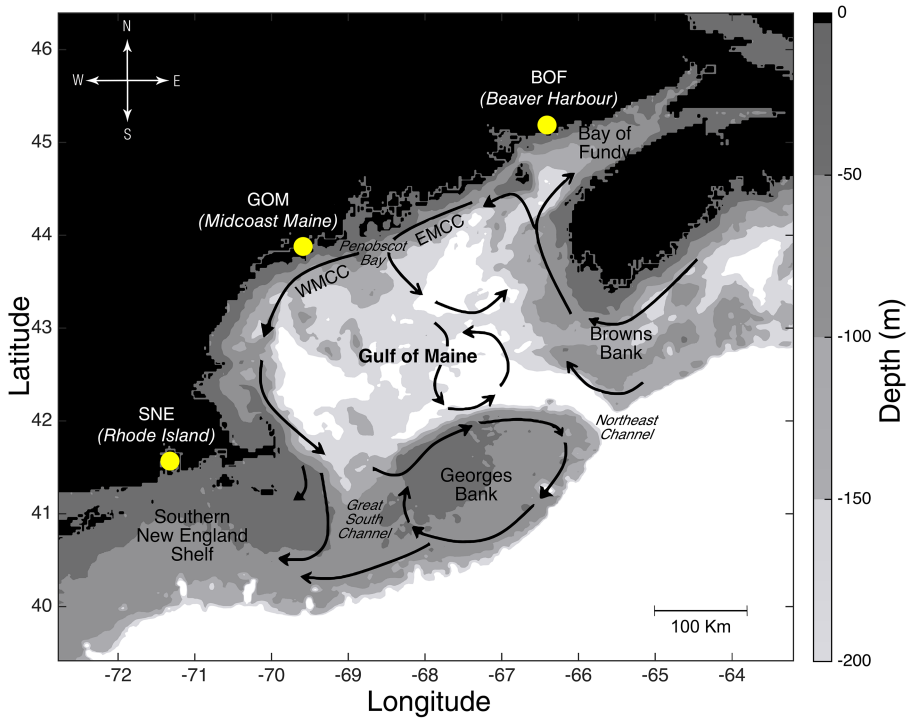 46
45
44
43
42
41
40
Latitude
-72
-71
-70
-69
-68
-67
-66
-65
-64
Longitude
N
W
E
S
BOF
(Beaver Harbour)
Bay of
Fundy
GOM
(Midcoast Maine)
Penobscot
Bay
EMCC
WMCC
Browns
Bank
Gulf of Maine
SNE
(Rhode Island)
Northeast
Channel
Georges
Bank
Great
South
Channel
Southern
New England
Shelf
100 Km
0
-50
-100
-150
-200
Depth (m)